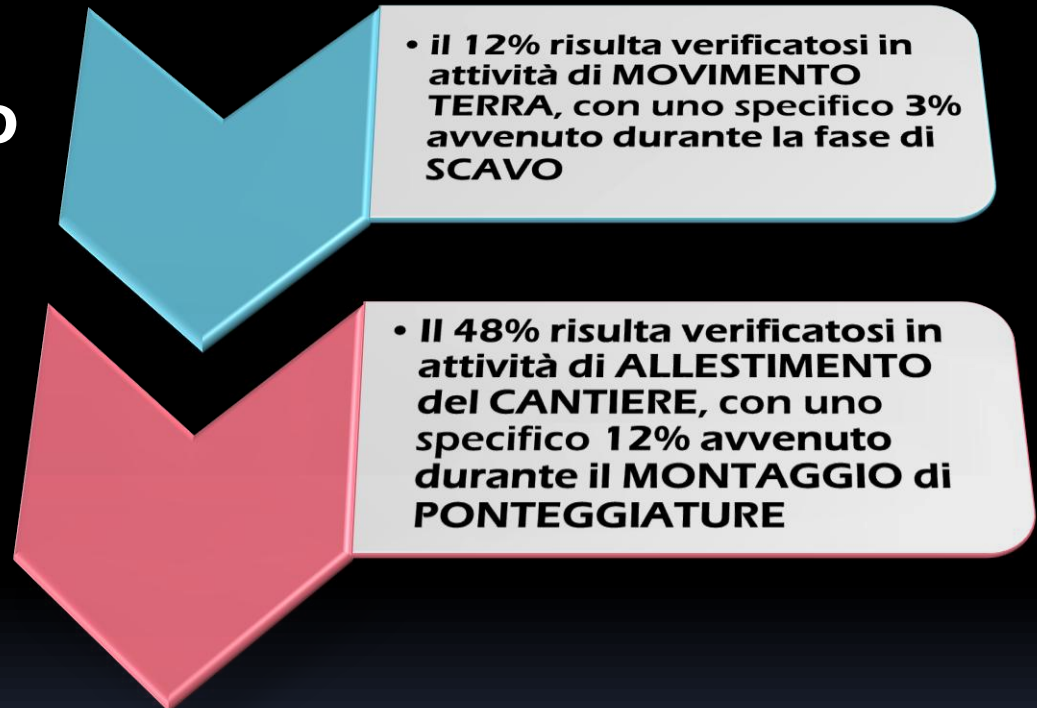 o
• il 12% risulta verificatosi in
attività di MOVIMENTO
TERRA, con uno specifico 3%
avvenuto durante la fase di
SCAVO
• Il 48% risulta verificatosi in
attività di ALLESTIMENTO
del CANTIERE, con uno
specifico 12% avvenuto
durante il MONTAGGIO di
PONTEGGIATURE